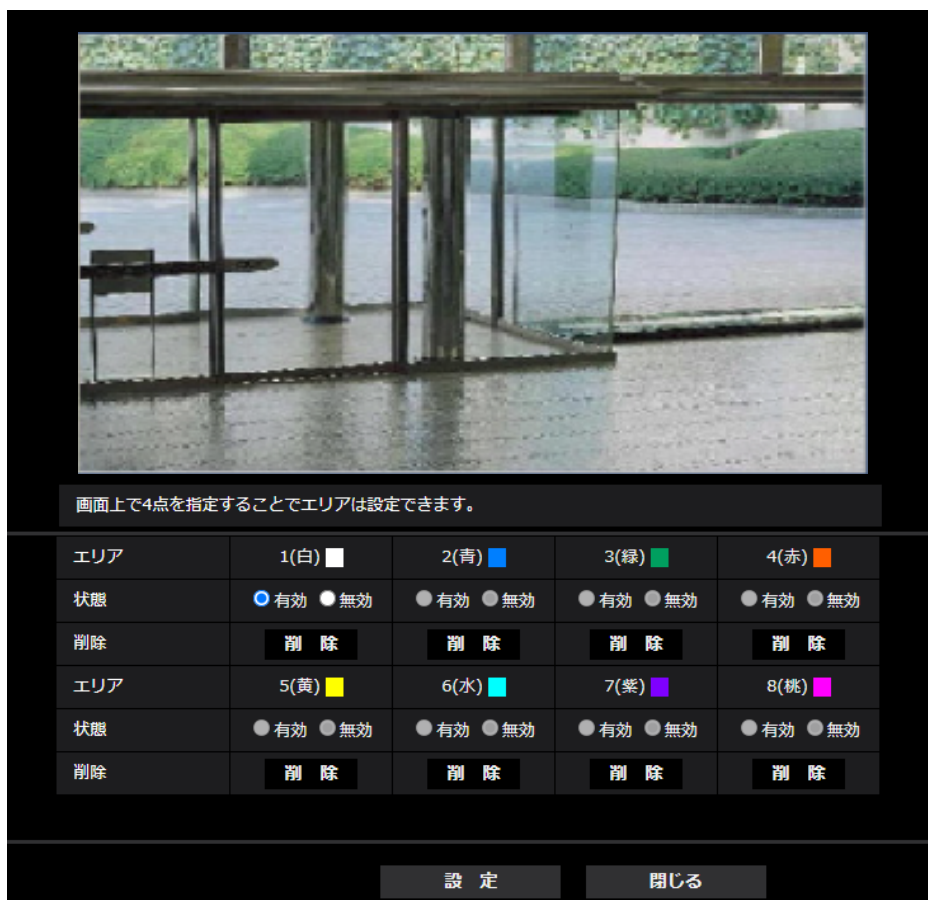 画面上で4点を指定することでエリアは設定できます。
エリア 1(白) 2(青) 3(緑) 4(赤)
状態 有効 無効 有効 無効 有効 無効 有効 無効
削除 削 除 削 除 削 除 削 除
エリア 5(黄) 6(水) 7(紫) 8(桃)
状態 有効 無効 有効 無効 有効 無効 有効 無効
削除 削 除 削 除 削 除 削 除
設 定 閉じる